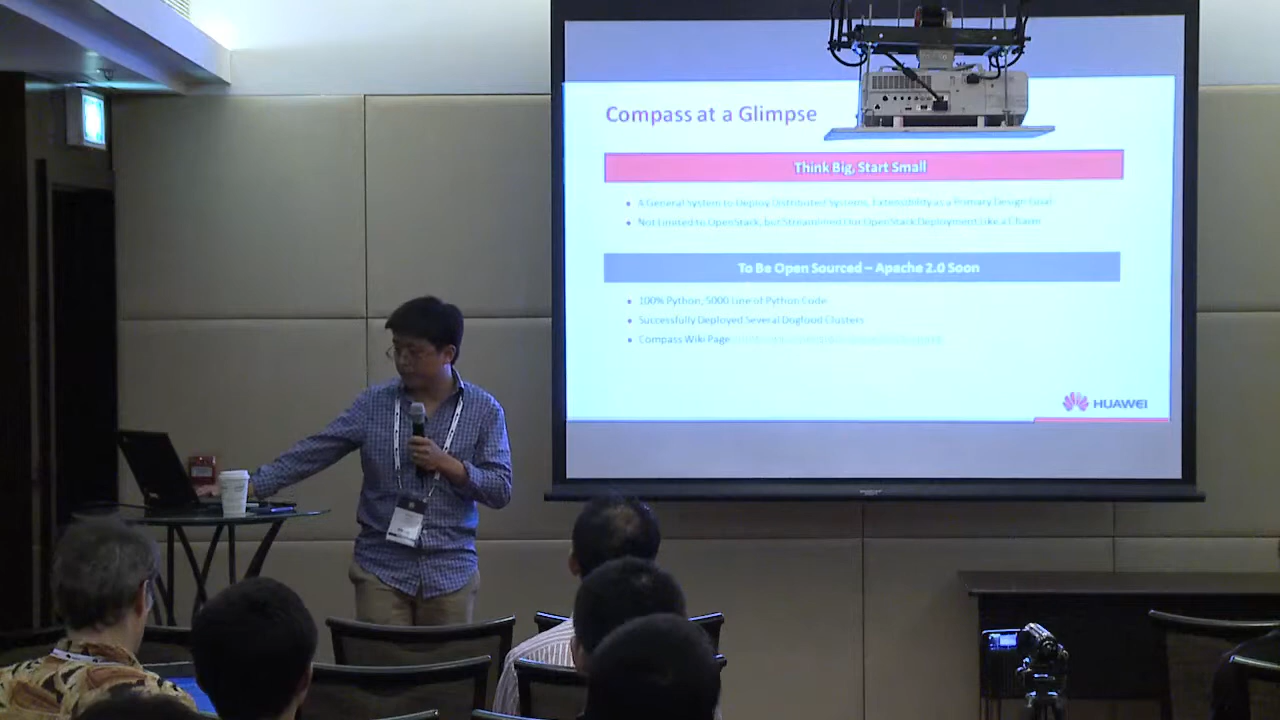 Compass at a Glimpse
Think Big, Start Small
A General System to Deploy Distributed Systems, Extensibility as a Primary Design Goal
Not Limited to OpenStack, but Streamlined Our OpenStack Deployment Like a Charm
To Be Open Sourced – Apache 2.0 Soon
100% Python, 5000 Line of Python Code
Successfully Deployed Several Dogfood Clusters
Compass Wiki Page
HUAWEI